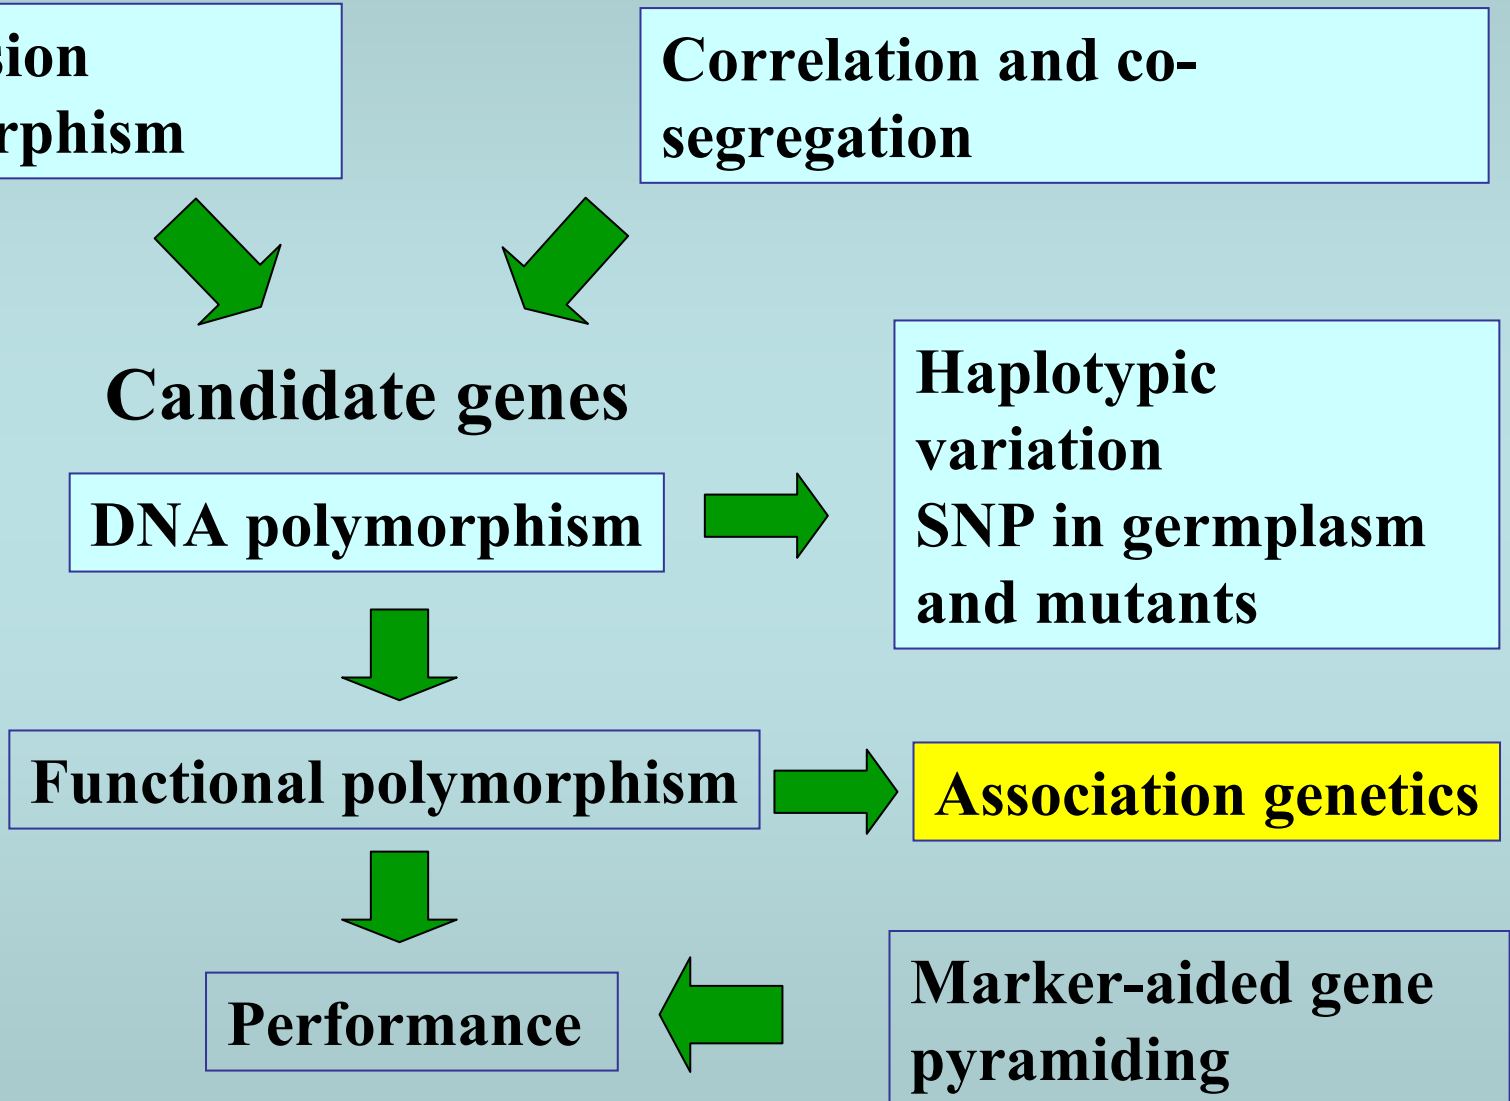 sion
rphism
Correlation and co-
segregation
Candidate genes
Haplotypic
variation
SNP in germplasm
and mutants
DNA polymorphism
Functional polymorphism
Association genetics
Performance
Marker-aided gene
pyramiding